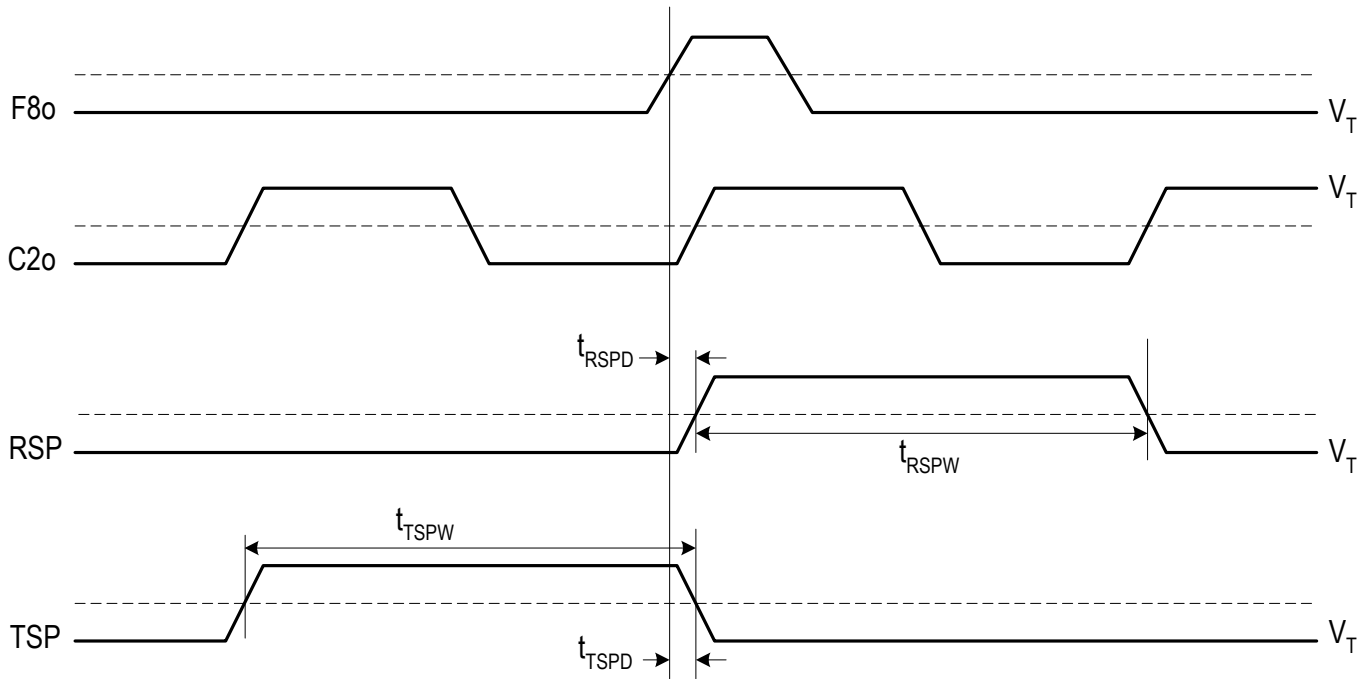 F8o
V_T
V_T
C2o
t_RSPD
RSP
t_RSPW
V_T
t_TSPW
TSP
t_TSPD
V_T